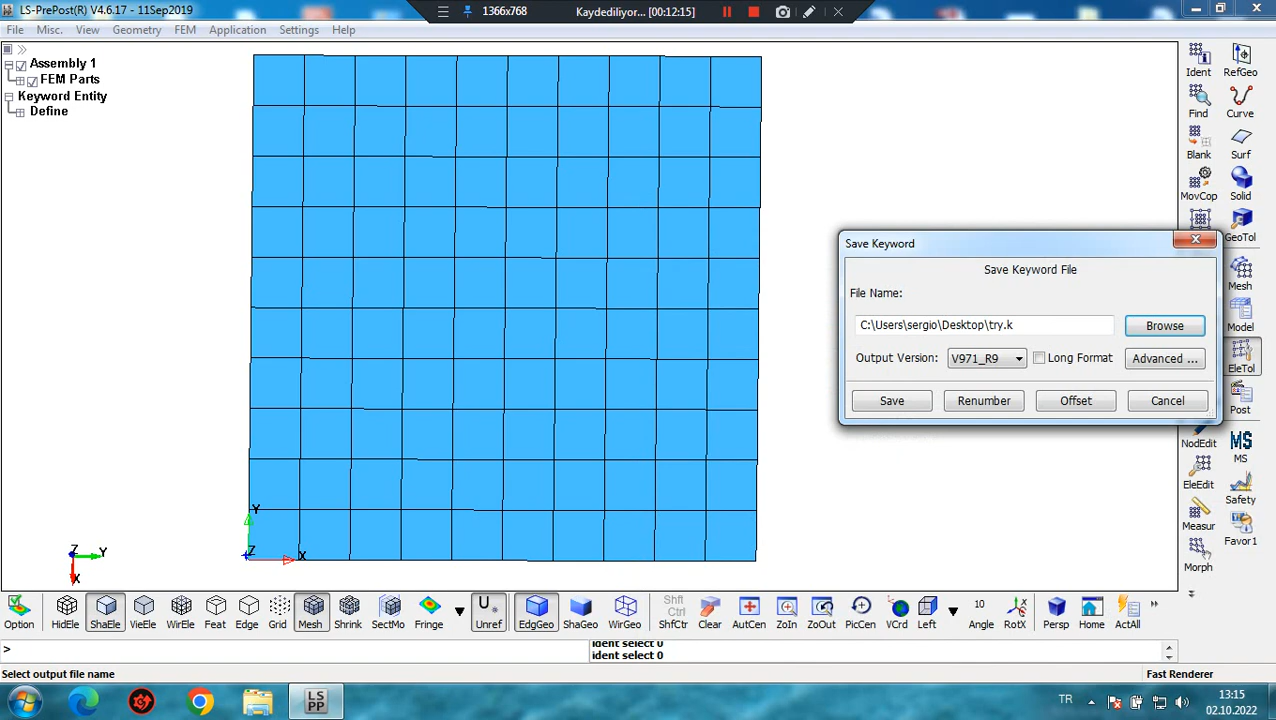 LS-PrePost(R) V4.6.17 - 11Sep2019
1366x768
Kaydediliyor... [00:12:15]
File Misc. View Geometry FEM Application Settings Help
Assembly 1
FEM Parts
Keyword Entity
Define
Y
Z
X
Z
Y
X
Save Keyword
Save Keyword File
File Name:
C:\Users\sergio\Desktop\try.k
Browse
Output Version: V971_R9 Long Format Advanced ...
Save Renumber Offset Cancel
Ident RefGeo
Find Curve
Blank Surf
MovCop Solid
GeoTol
Mesh
Model
EleTol
Post
NodEdit MS
EleEdit Safety
Measur Favor1
Morph
Option HidEle ShaEle VieEle WirEle Feat Edge Grid Mesh Shrink SectMo Fringe Unref EdgGeo ShaGeo WirGeo Shfl Ctrl ShfCtr Clear AutCen ZoIn ZoOut PicCen VCrd Left 10 Angle RotX Persp Home ActAll
>
ident select 0
ident select 0
Select output file name
Fast Renderer
LS PP
TR
13:15
02.10.2022